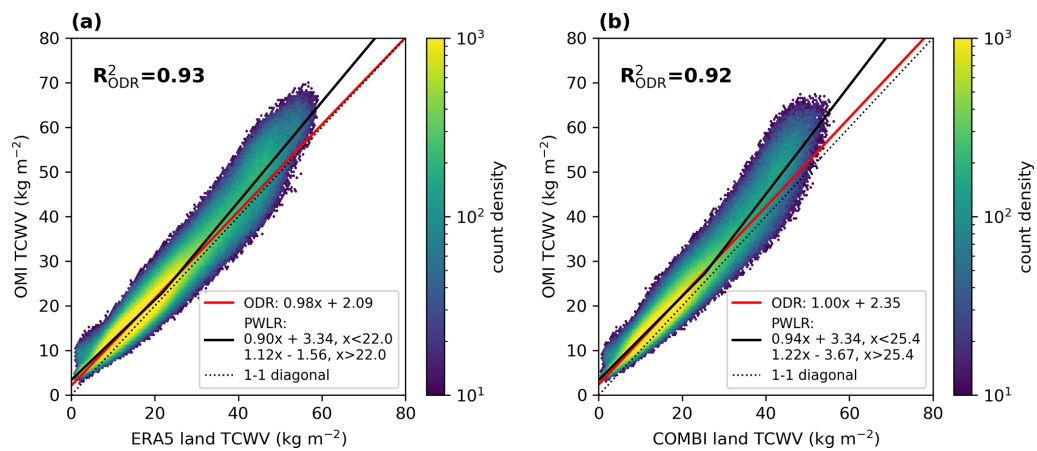 (a)
R²ODR=0.93
80
70
60
50
40
30
20
10
0
OMI TCWV (kg m⁻²)
0 20 40 60 80
ERA5 land TCWV (kg m⁻²)
ODR: 0.98x + 2.09
PWLR:
0.90x + 3.34, x<22.0
1.12x - 1.56, x>22.0
1-1 diagonal
10³
10²
10¹
count density
(b)
R²ODR=0.92
80
70
60
50
40
30
20
10
0
OMI TCWV (kg m⁻²)
0 20 40 60 80
COMBI land TCWV (kg m⁻²)
ODR: 1.00x + 2.35
PWLR:
0.94x + 3.34, x<25.4
1.22x - 3.67, x>25.4
1-1 diagonal
10³
10²
10¹
count density